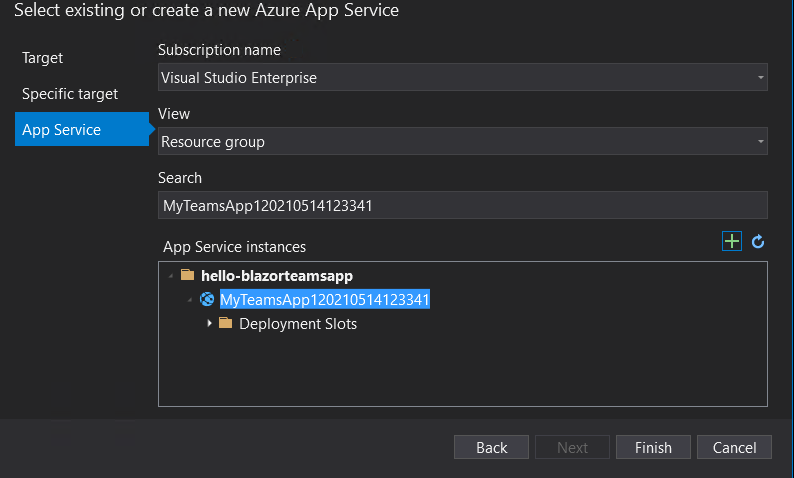 Select existing or create a new Azure App Service
Target
Specific target
App Service
Subscription name
Visual Studio Enterprise
View
Resource group
Search
MyTeamsApp120210514123341
App Service instances
hello-blazorteamsapp
MyTeamsApp120210514123341
Deployment Slots
Back
Next
Finish
Cancel